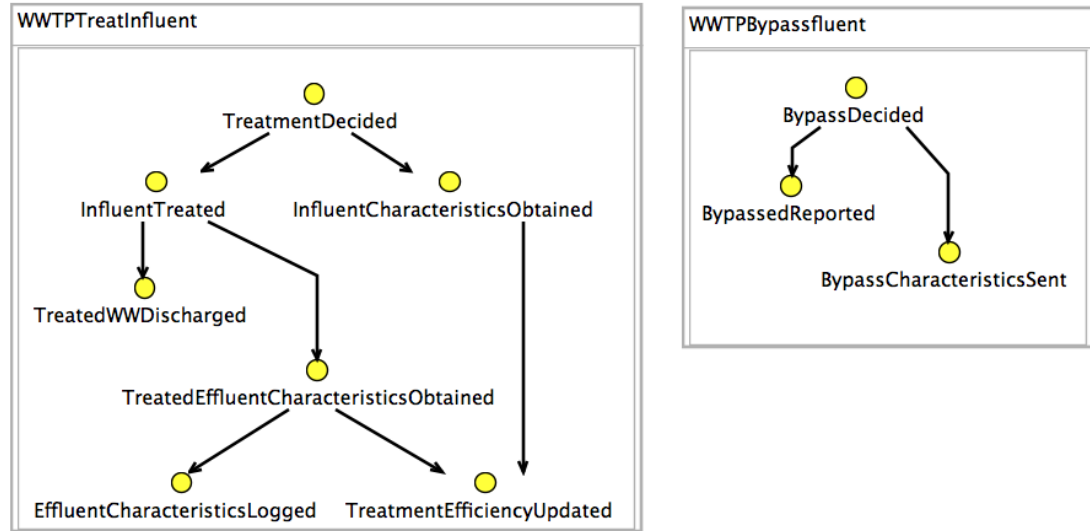 WWTPTreatInfluent
TreatmentDecided
InfluentTreated
InfluentCharacteristicsObtained
TreatedWWDischarged
TreatedEffluentCharacteristicsObtained
EffluentCharacteristicsLogged
TreatmentEfficiencyUpdated
WWTPBypassfluent
BypassDecided
BypassedReported
BypassCharacteristicsSent